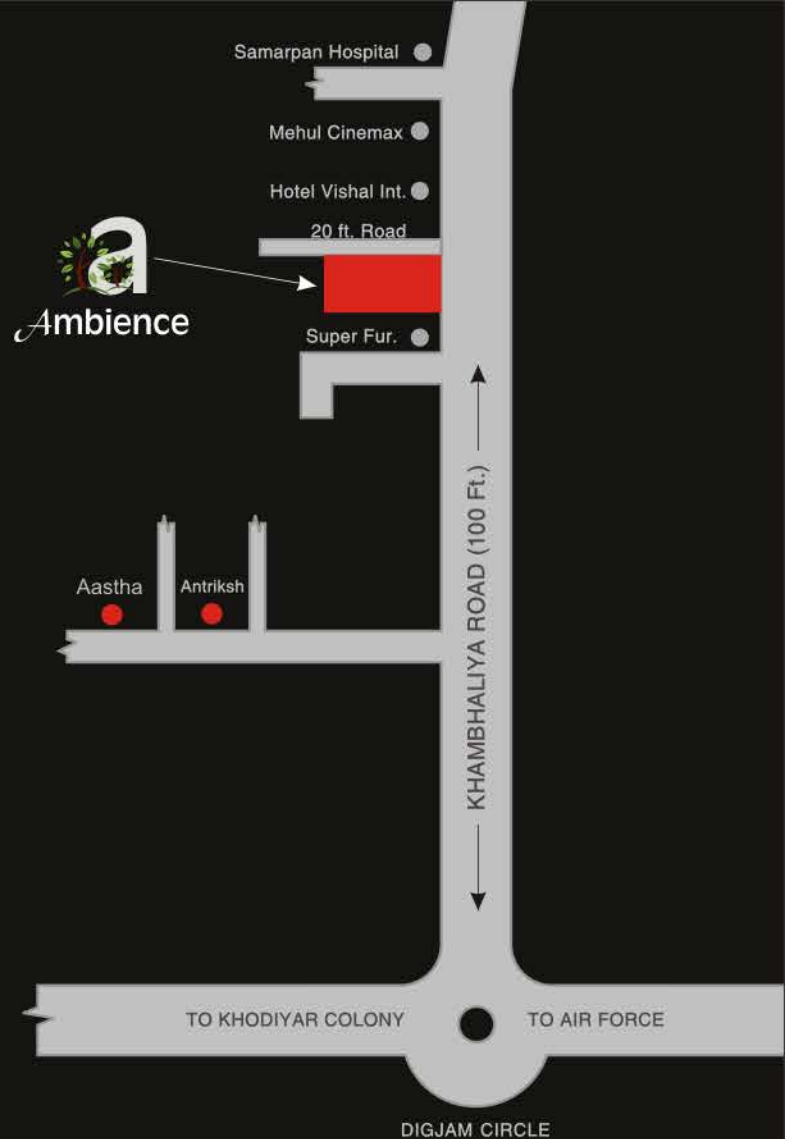 Samarpan Hospital
Mehul Cinemax
Hotel Vishal Int.
20 ft. Road
a
Ambience
Super Fur.
KHAMBHALIYA ROAD (100 Ft.)
Aastha
Antriksh
TO KHODIYAR COLONY
TO AIR FORCE
DIGJAM CIRCLE